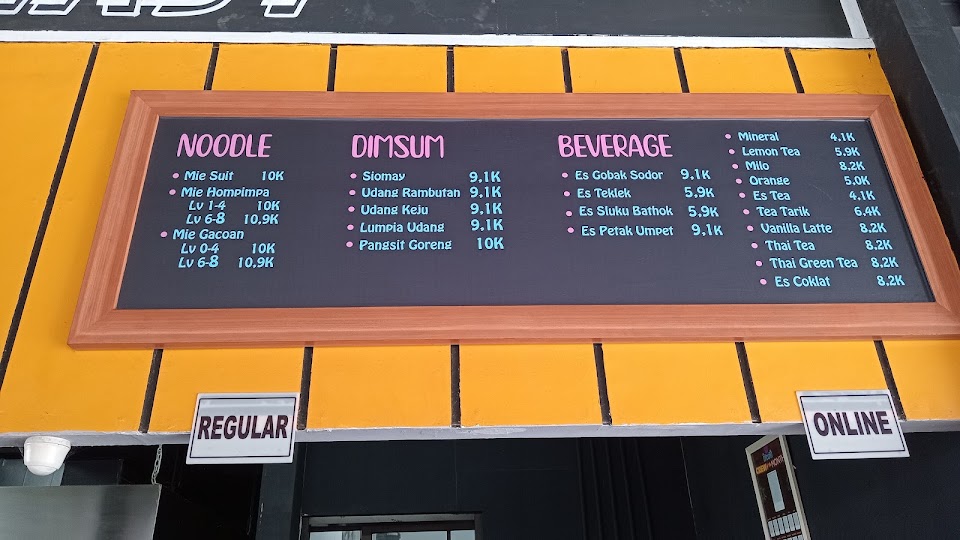 NOODLE
• Mie Suit 10K
• Mie Hompimpa
Lv 1-4 10K
Lv 6-8 10,9K
• Mie Gacoan
Lv 0-4 10K
Lv 6-8 10,9K
DIMSUM
• Siomay 9,1K
• Udang Rambutan 9,1K
• Udang Keju 9,1K
• Lumpia Udang 9,1K
• Pangsit Goreng 10K
BEVERAGE
• Es Gobak Sodor 9,1K
• Es Teklek 5,9K
• Es Sluku Bathok 5,9K
• Es Petak Umpet 9,1K
• Mineral 4,1K
• Lemon Tea 5,9K
• Milo 8,2K
• Orange 5,0K
• Es Tea 4,1K
• Tea Tarik 6,4K
• Vanilla Latte 8,2K
• Thai Tea 8,2K
• Thai Green Tea 8,2K
• Es Coklat 8,2K
REGULAR
ONLINE